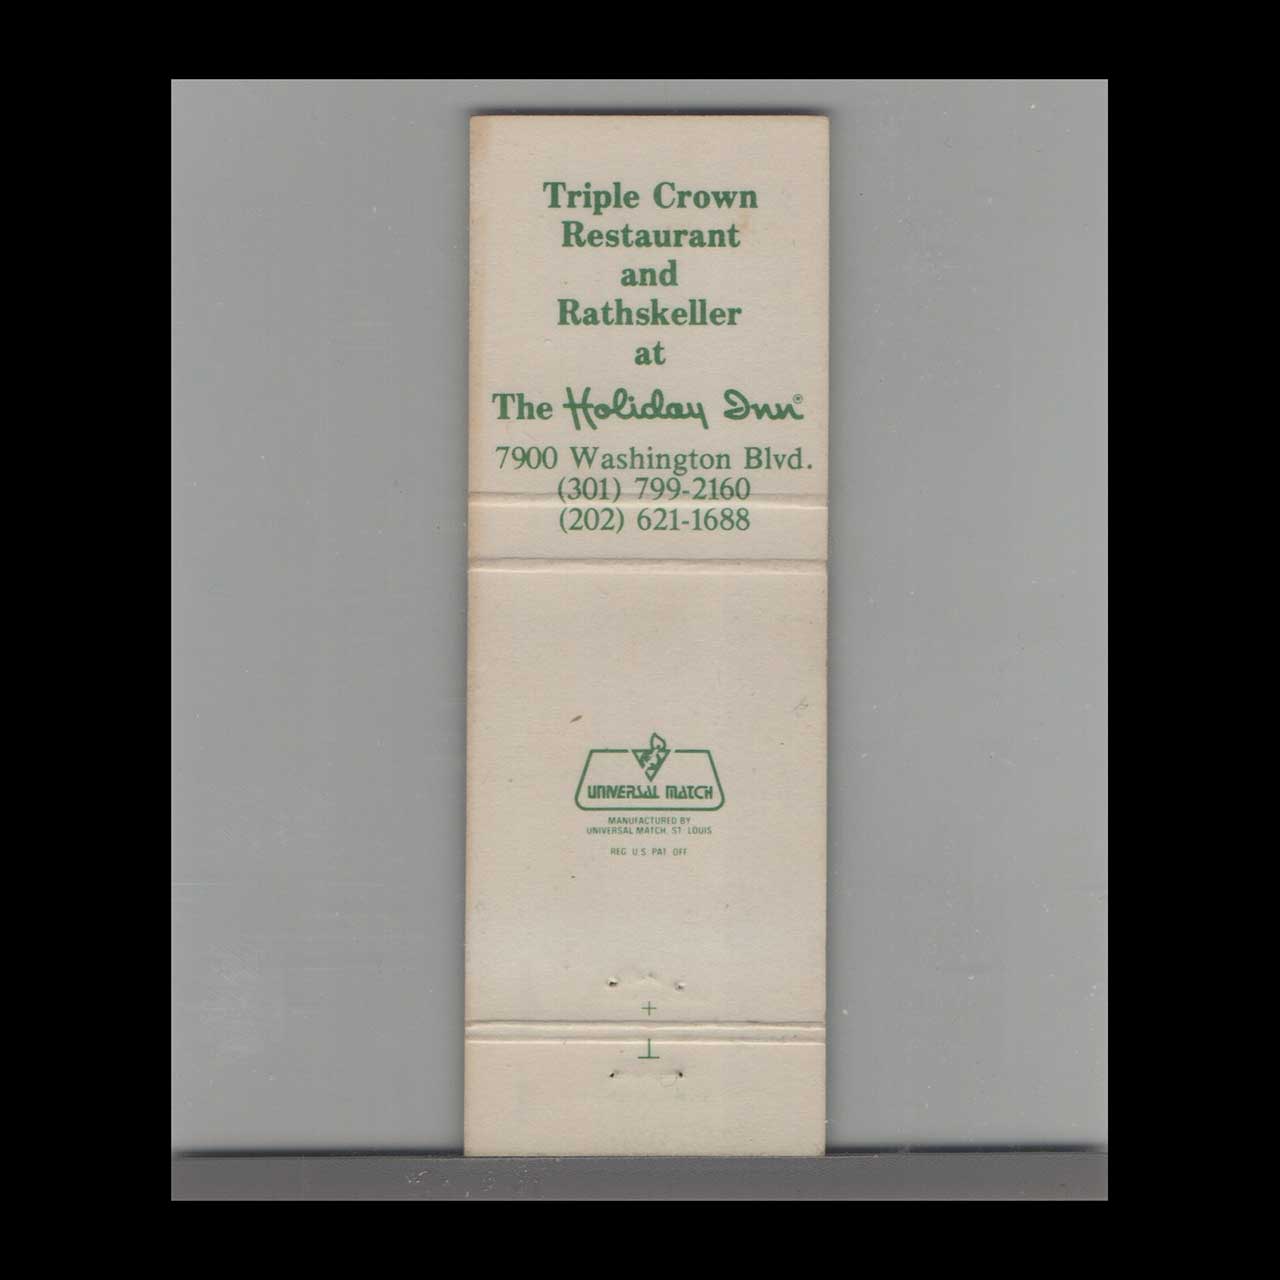 Triple Crown
Restaurant
and
Rathskeller
at
The Holiday Inn®
7900 Washington Blvd.
(301) 799-2160
(202) 621-1688
UNIVERSAL MATCH
MANUFACTURED BY
UNIVERSAL MATCH, ST. LOUIS
REG. U.S. PAT. OFF.